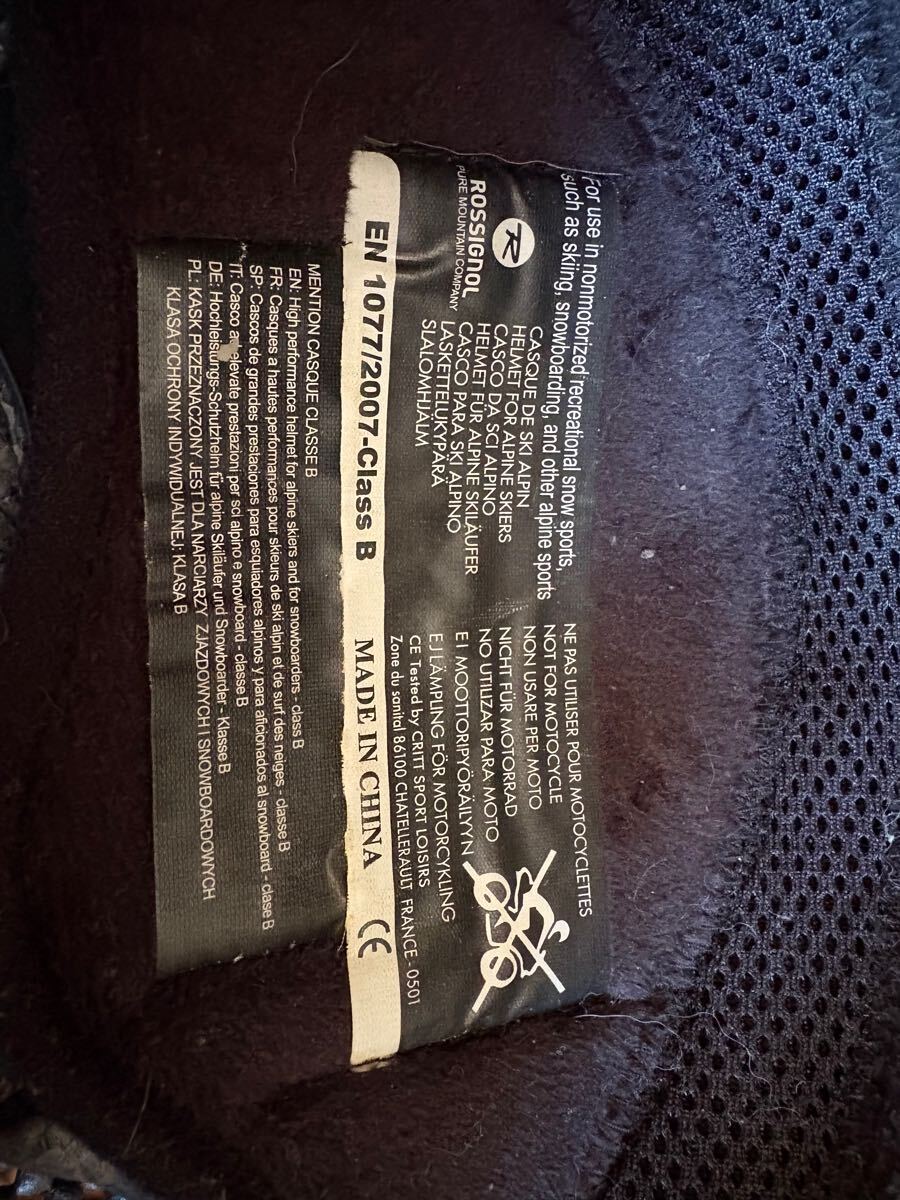 For use in nonmotorized recreational snow sports,
such as skiing, snowboarding, and other alpine sports
R
ROSSIGNOL
PURE MOUNTAIN COMPANY
CASQUE DE SKI ALPIN
HELMET FOR ALPINE SKIERS
CASCO DA SCI ALPINO
HELMET FÜR ALPINE SKILÄUFER
CASCO PARA SKI ALPINO
LASKETTELUKYPÄRÄ
SLALOMHJÄLM
NE PAS UTILISER POUR MOTOCYCLETTES
NOT FOR MOTOCYCLE
NON USARE PER MOTO
NICHT FÜR MOTORRAD
NO UTILIZAR PARA MOTO
EI MOOTTORIPYÖRÄILYYN
EJ LÄMPLING FÖR MOTORCYKLING
CE Tested by CRITT SPORT LOISIRS
Zone du sanital 86100 CHATELLERAULT FRANCE - 0501
EN 1077/2007-Class B MADE IN CHINA CE
MENTION CASQUE CLASSE B
EN: High performance helmet for alpine skiers and for snowboarders - class B
FR: Casques a hautes performances pour skieurs de ski alpin et de surf des neiges - classe B
SP: Cascos de grandes prestaciones para esquiadores alpinos y para aficionados al snowboard - clase B
IT: Casco a elevate prestazioni per sci alpino e snowboard - classe B
DE: Hochleistungs-Schutzhelm für alpine Skiläufer und Snowboarder - Klasse B
PL: KASK PRZEZNACZONY JEST DLA NARCIARZY ZJAZDOWYCH I SNOWBOARDOWYCH
KLASA OCHRONY INDYWIDUALNEJ: KLASA B